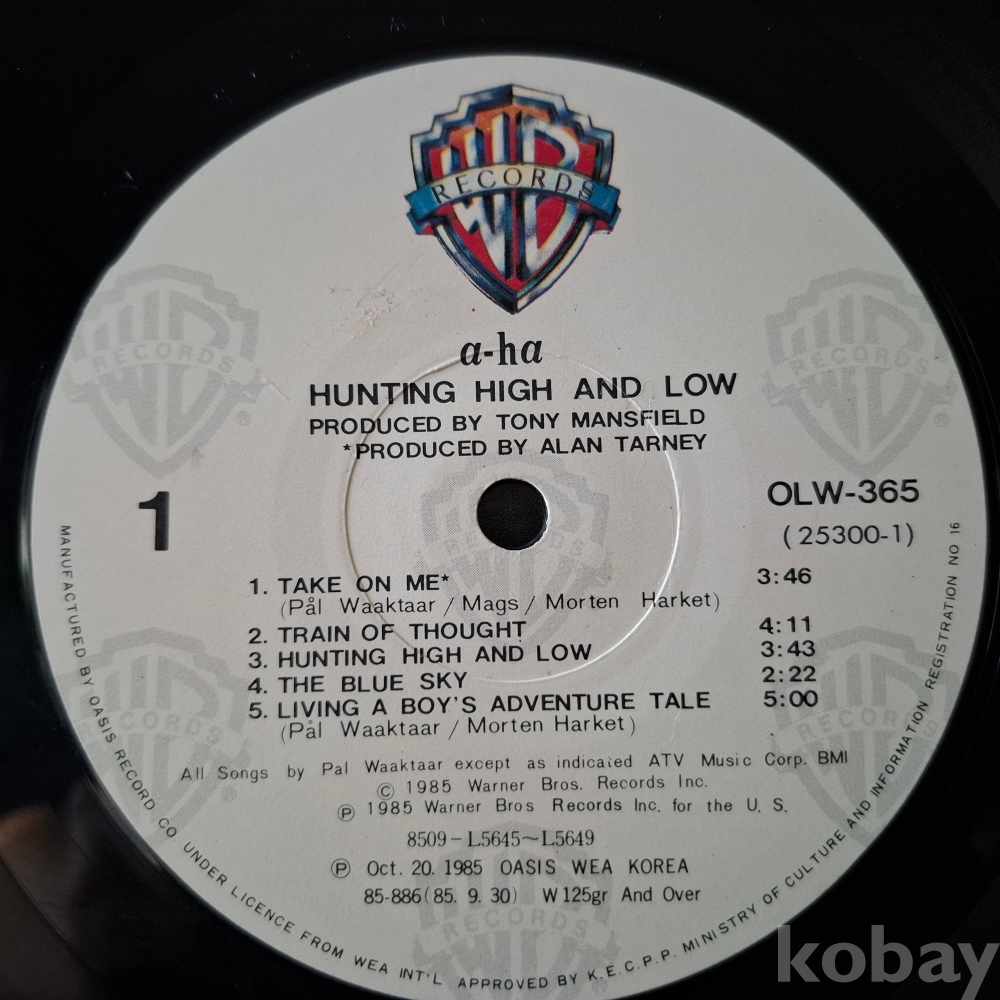 WB
RECORDS
a-ha
HUNTING HIGH AND LOW
PRODUCED BY TONY MANSFIELD
*PRODUCED BY ALAN TARNEY
1
OLW-365
(25300-1)
1. TAKE ON ME* 3:46
(Pål Waaktaar / Mags / Morten Harket)
2. TRAIN OF THOUGHT 4:11
3. HUNTING HIGH AND LOW 3:43
4. THE BLUE SKY 2:22
5. LIVING A BOY'S ADVENTURE TALE 5:00
(Pål Waaktaar / Morten Harket)
All Songs by Pal Waaktaar except as indicated ATV Music Corp. BMI
© 1985 Warner Bros. Records Inc.
℗ 1985 Warner Bros Records Inc. for the U. S.
8509-L5645~L5649
℗ Oct. 20. 1985 OASIS WEA KOREA
85-886(85. 9. 30) W 125gr And Over
MANUFACTURED BY OASIS RECORD CO. UNDER LICENCE FROM WEA INT'L APPROVED BY K.E.C.P.P. MINISTRY OF CULTURE AND INFORMATION REGISTRATION NO 16
kobay